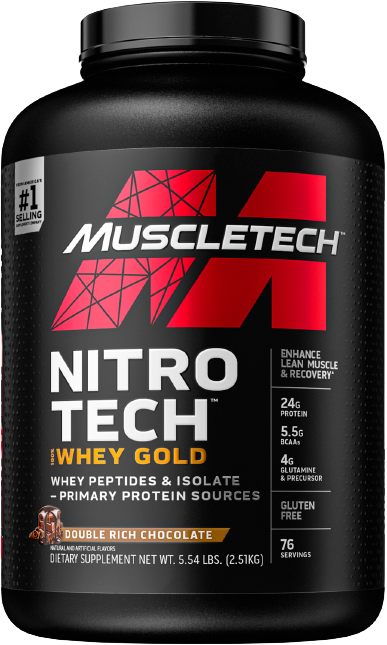 #1
SELLING
MUSCLETECH™
NITRO
TECH™
100% WHEY GOLD
WHEY PEPTIDES & ISOLATE
– PRIMARY PROTEIN SOURCES
DOUBLE RICH CHOCOLATE
NATURAL AND ARTIFICIAL FLAVORS
DIETARY SUPPLEMENT NET WT. 5.54 LBS. (2.51KG)
ENHANCE
LEAN MUSCLE
& RECOVERY*
24G
PROTEIN
5.5G
BCAAs
4G
GLUTAMINE
& PRECURSOR
GLUTEN
FREE
76
SERVINGS